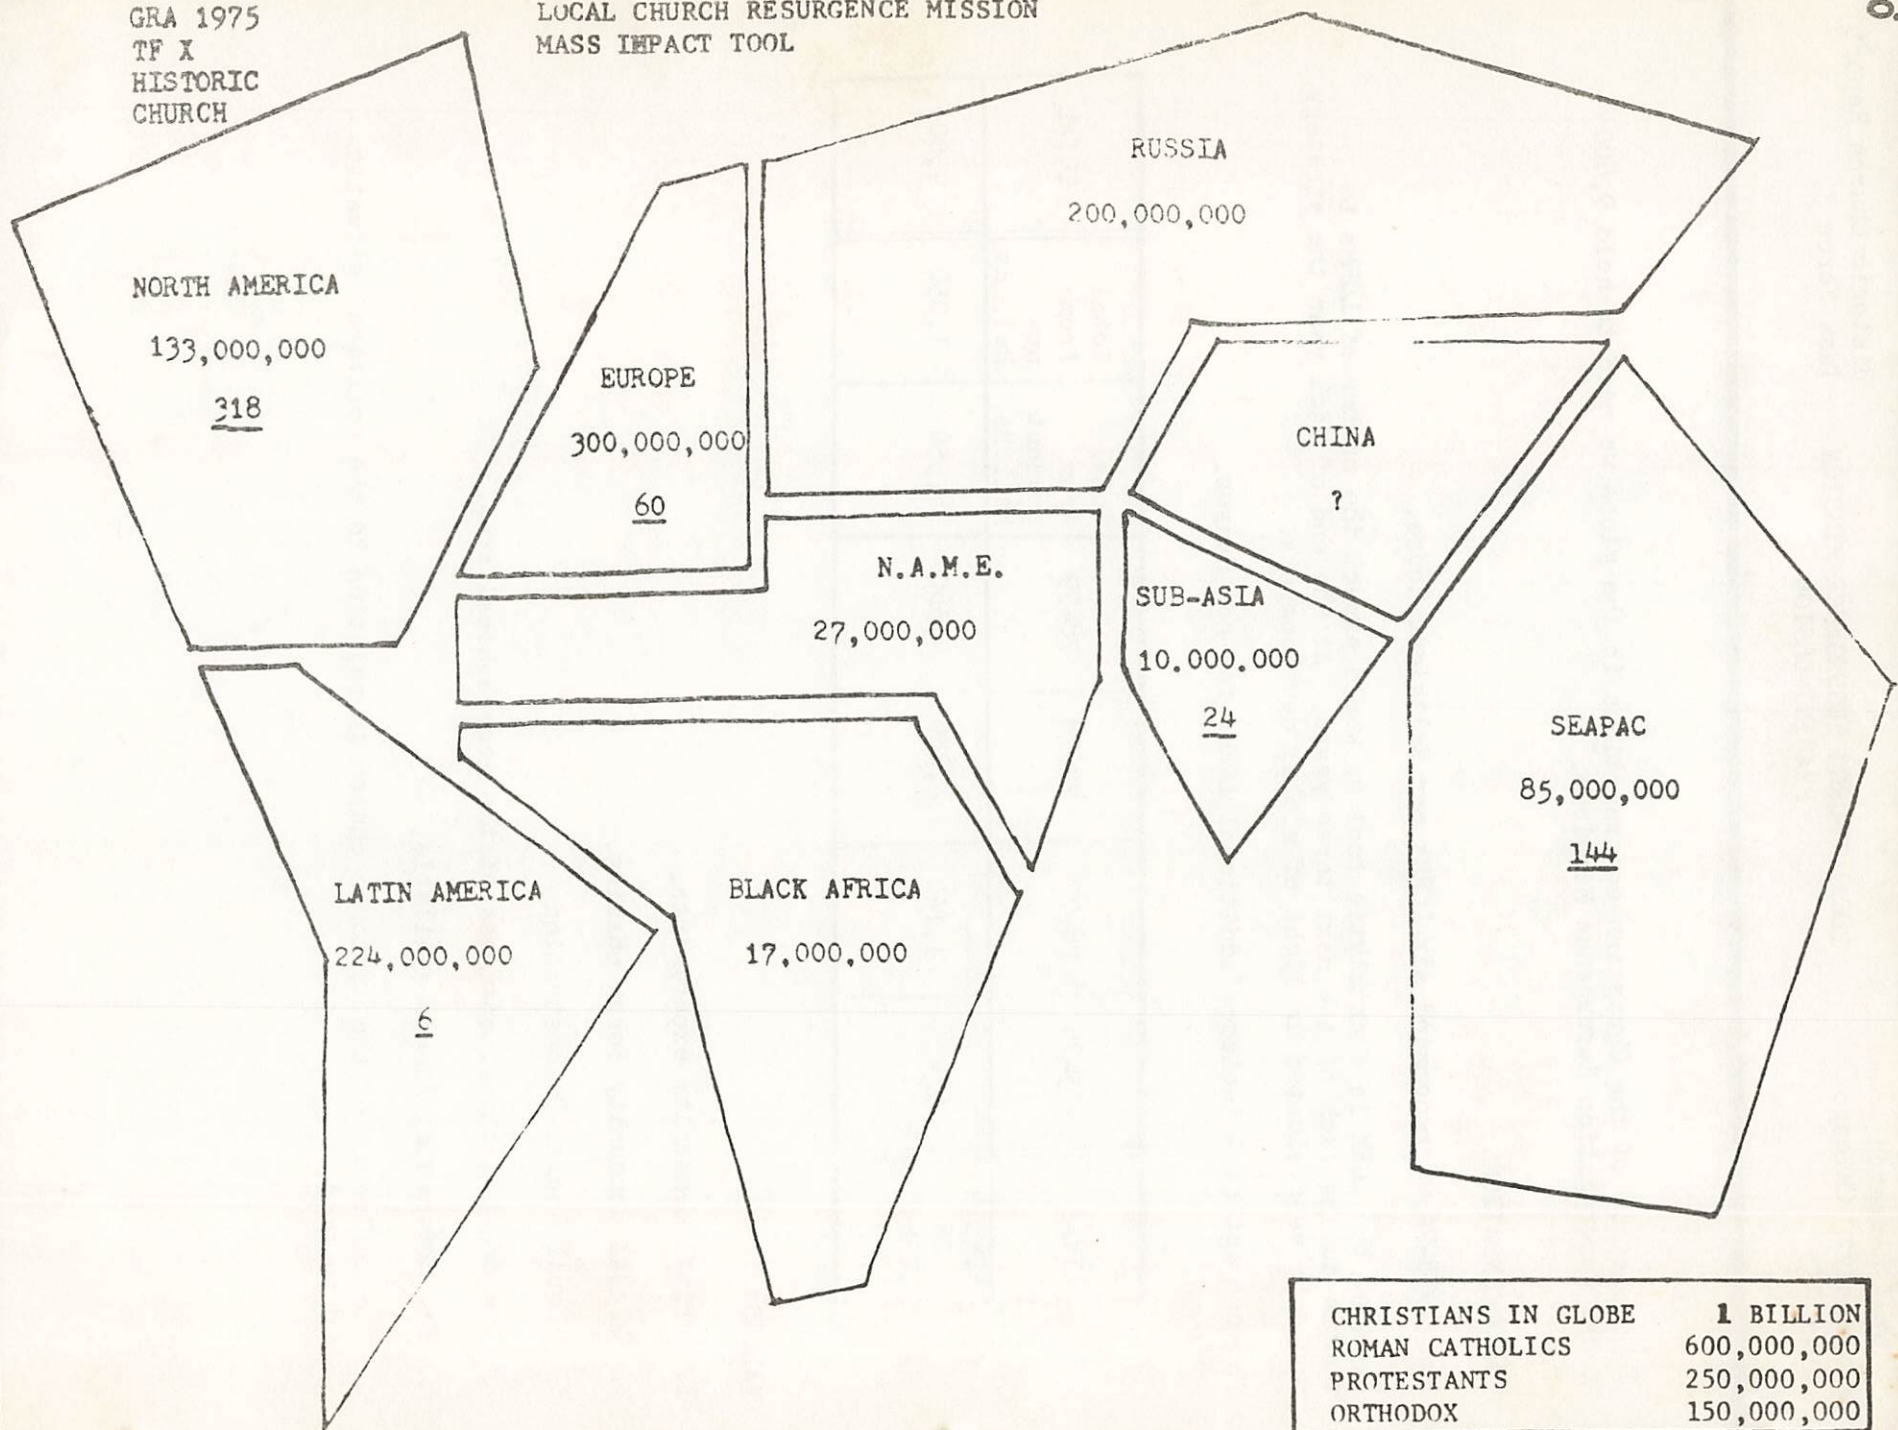 GRA 1975
TF X
HISTORIC
CHURCH
LOCAL CHURCH RESURGENCE MISSION
MASS IMPACT TOOL
RUSSIA
200,000,000
NORTH AMERICA
133,000,000
318
EUROPE
300,000,000
60
CHINA
?
N.A.M.E.
27,000,000
SUB-ASIA
10.000.000
24
SEAPAC
85,000,000
144
LATIN AMERICA
224,000,000
6
BLACK AFRICA
17,000,000
CHRISTIANS IN GLOBE 1 BILLION
ROMAN CATHOLICS 600,000,000
PROTESTANTS 250,000,000
ORTHODOX 150,000,000